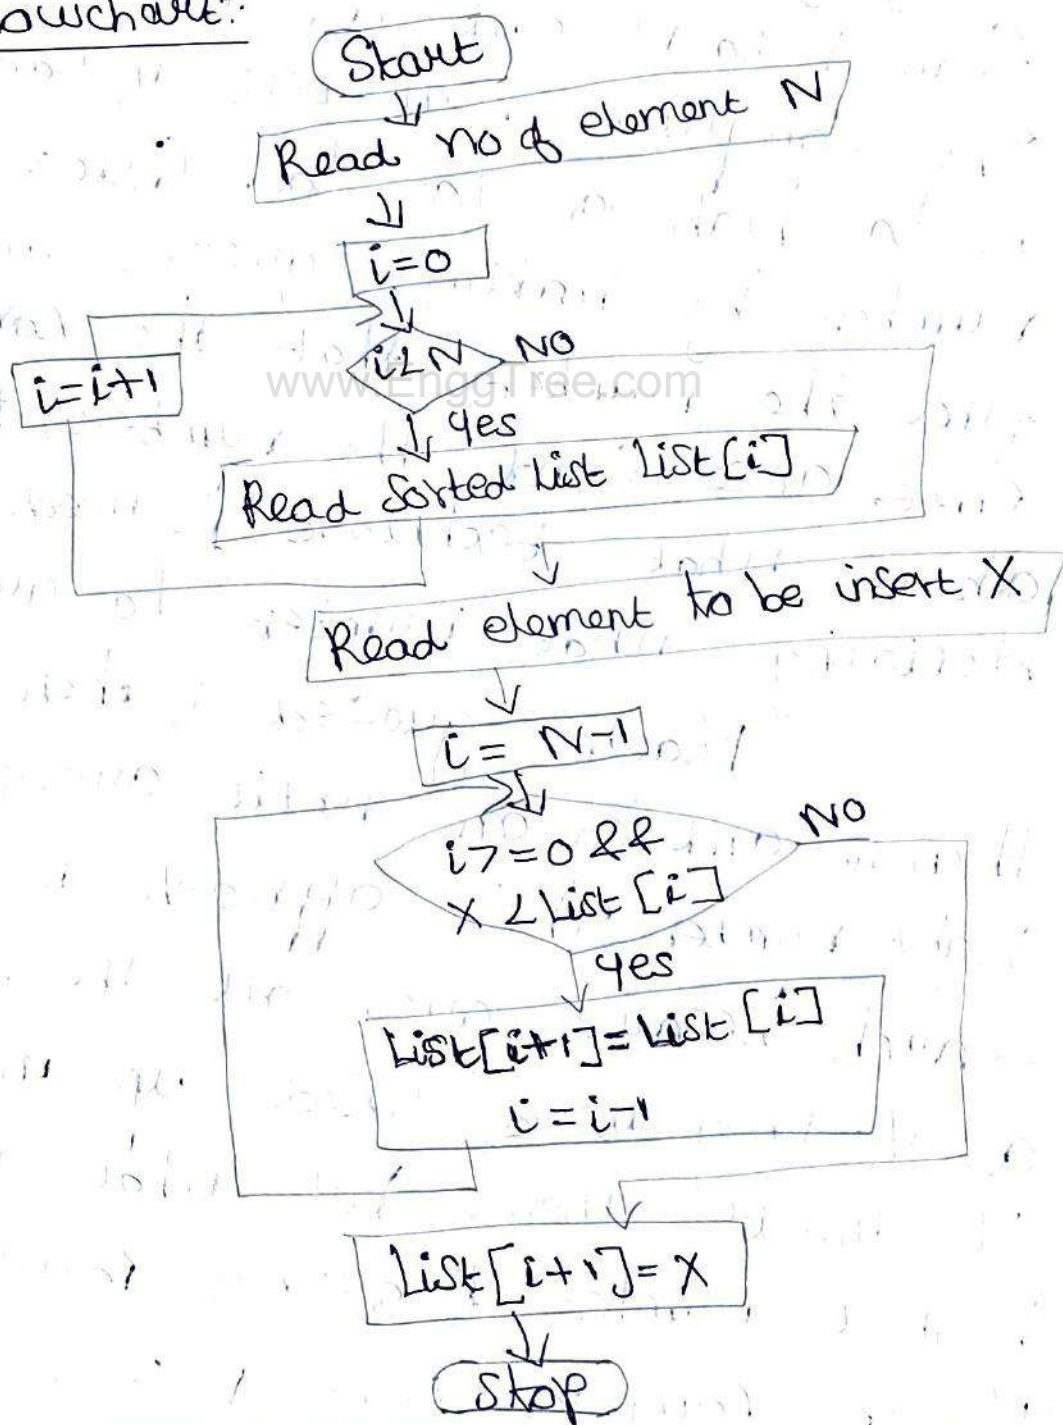 owchart:
Start
Read no of element N
i=0
i<N
NO
i=i+1
www.EnggTree.com
yes
Read Sorted List List[i]
Read element to be insert X
i= N-1
i>=0 &&
X <List [i]
NO
yes
List[i+1]=List[i]
i=i-1
List[i+1]=X
Stop